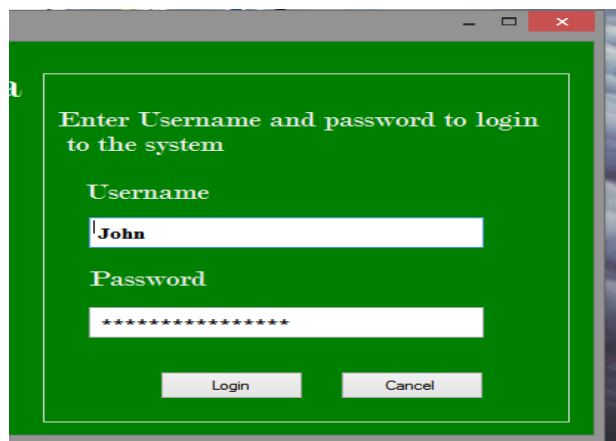 a
Enter Username and password to login
to the system
Username
John
Password
****************
Login Cancel